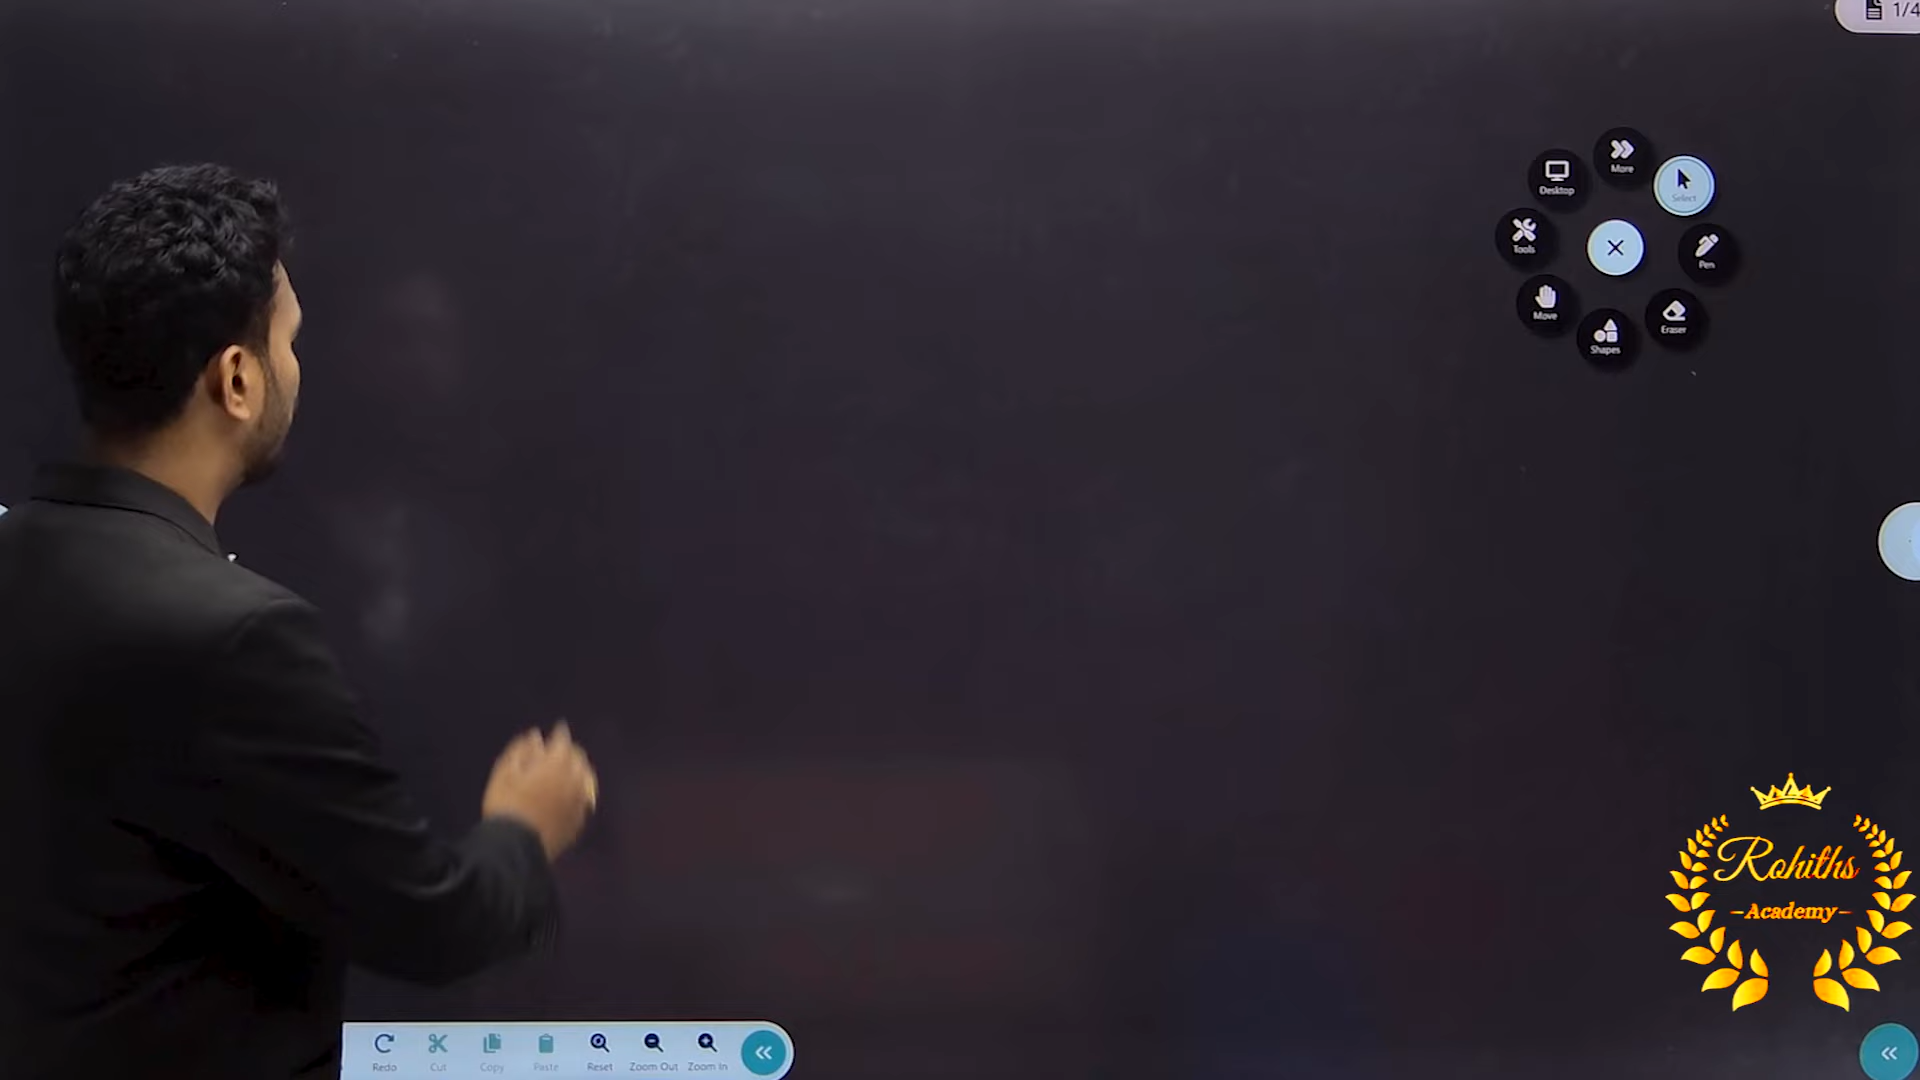 1/4
More
Desktop
Select
Tools
Pen
Move
Eraser
Shapes
Rohiths
-Academy-
Redo
Cut
Copy
Paste
Reset
Zoom Out
Zoom In